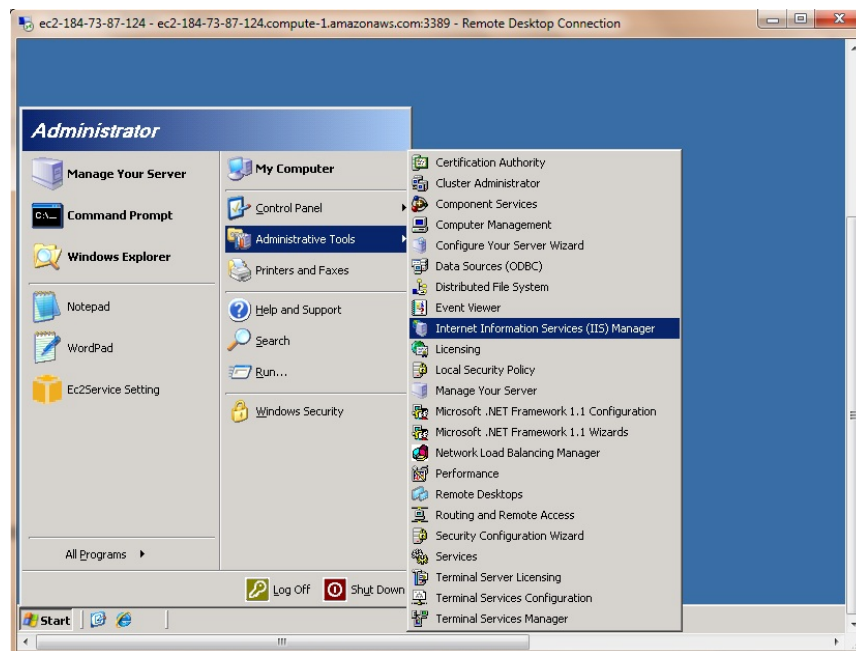 ec2-184-73-87-124 - ec2-184-73-87-124.compute-1.amazonaws.com:3389 - Remote Desktop Connection
Administrator
Manage Your Server
Command Prompt
Windows Explorer
Notepad
WordPad
Ec2Service Setting
All Programs
My Computer
Control Panel
Administrative Tools
Printers and Faxes
Help and Support
Search
Run...
Windows Security
Certification Authority
Cluster Administrator
Component Services
Computer Management
Configure Your Server Wizard
Data Sources (ODBC)
Distributed File System
Event Viewer
Internet Information Services (IIS) Manager
Licensing
Local Security Policy
Manage Your Server
Microsoft .NET Framework 1.1 Configuration
Microsoft .NET Framework 1.1 Wizards
Network Load Balancing Manager
Performance
Remote Desktops
Routing and Remote Access
Security Configuration Wizard
Services
Terminal Server Licensing
Terminal Services Configuration
Terminal Services Manager
Log Off Shut Down
Start